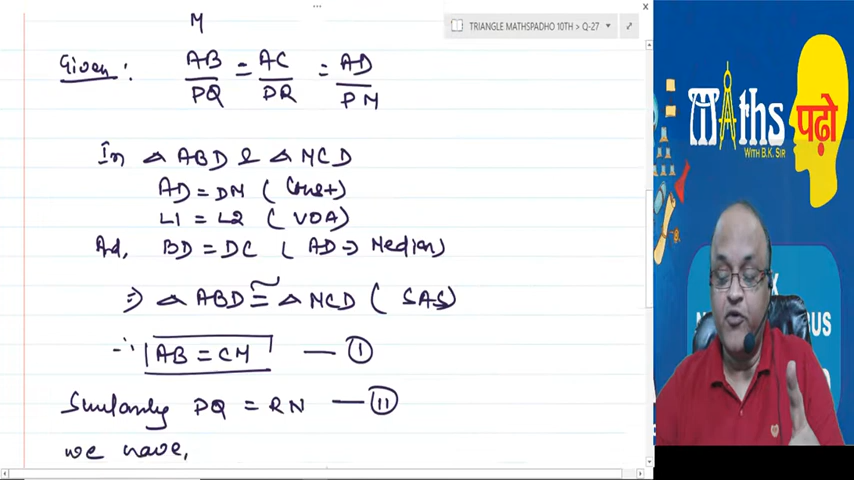 TRIANGLE MATHSPADHO 10TH > Q-27
M
Given : AB/PQ = AC/PR = AD/PM
In △ ABD & △ MCD
AD = DM ( Const )
∠1 = ∠2 ( VOA )
And, BD = DC ( AD ⇒ Median )
⇒ △ ABD ≅ △ MCD ( SAS )
∴ AB = CM — (I)
Similarly PQ = RN — (II)
we have,
Maths पढ़ो
WITH B.K. SIR